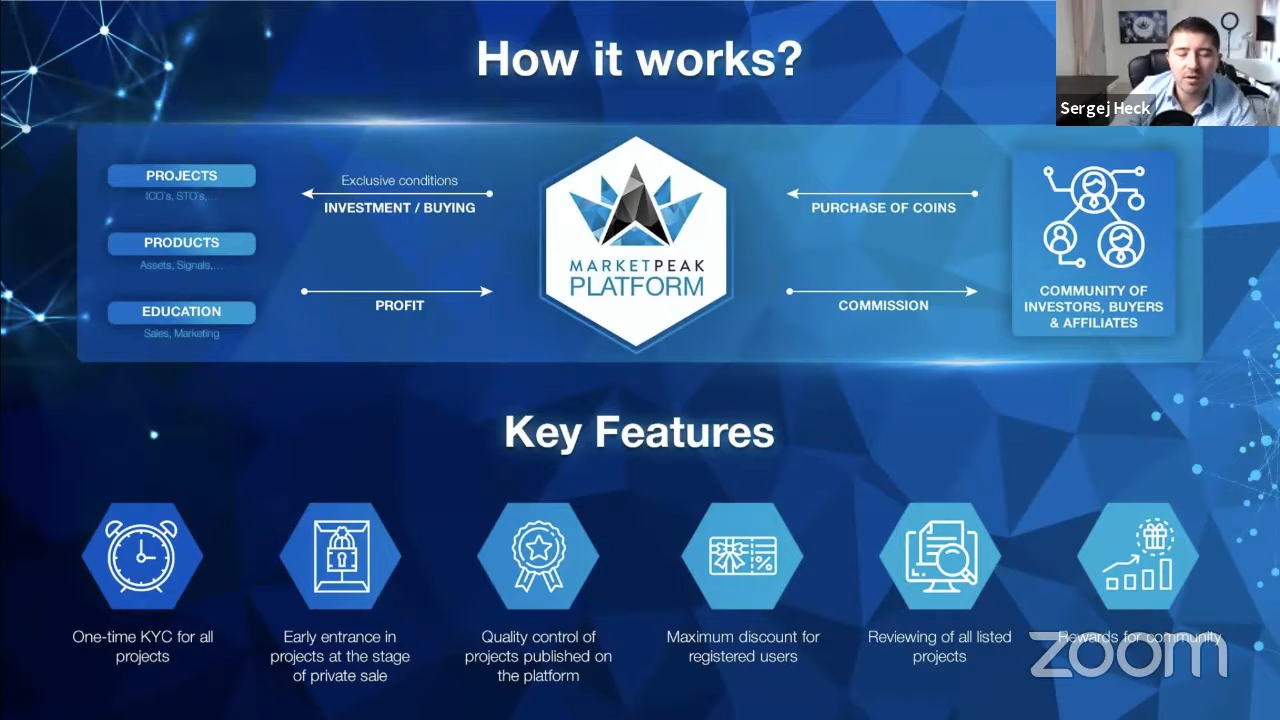 How it works?
Sergej Heck
PROJECTS
ICO's, STO's,...
PRODUCTS
Assets, Signals,...
EDUCATION
Sales, Marketing
Exclusive conditions
INVESTMENT / BUYING
PROFIT
MARKETPEAK
PLATFORM
PURCHASE OF COINS
COMMISSION
COMMUNITY OF
INVESTORS, BUYERS
& AFFILIATES
Key Features
One-time KYC for all
projects
Early entrance in
projects at the stage
of private sale
Quality control of
projects published on
the platform
Maximum discount for
registered users
Reviewing of all listed
projects
Rewards for community
zoom